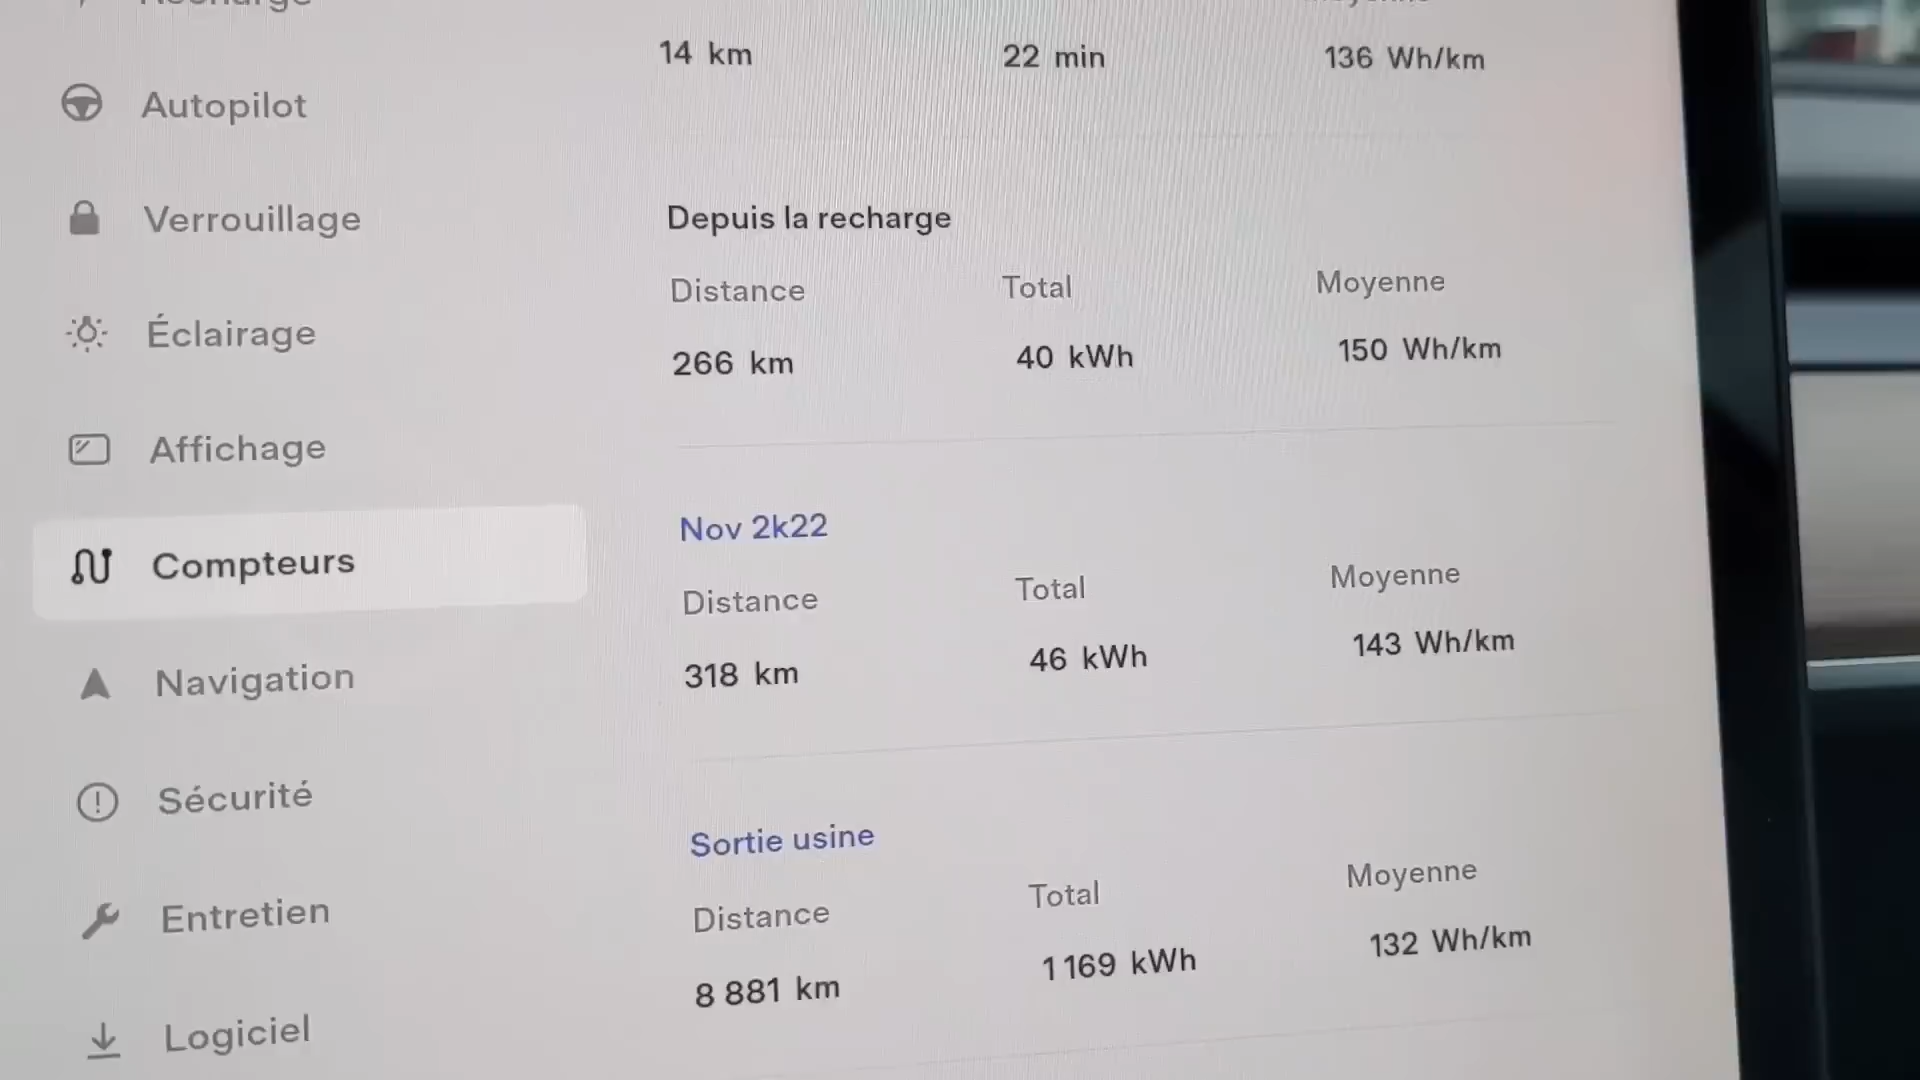 14 km 22 min 136 Wh/km
Autopilot
Verrouillage
Éclairage
Affichage
Compteurs
Navigation
Sécurité
Entretien
Logiciel
Depuis la recharge
Distance Total Moyenne
266 km 40 kWh 150 Wh/km
Nov 2k22
Distance Total Moyenne
318 km 46 kWh 143 Wh/km
Sortie usine
Distance Total Moyenne
8 881 km 1 169 kWh 132 Wh/km